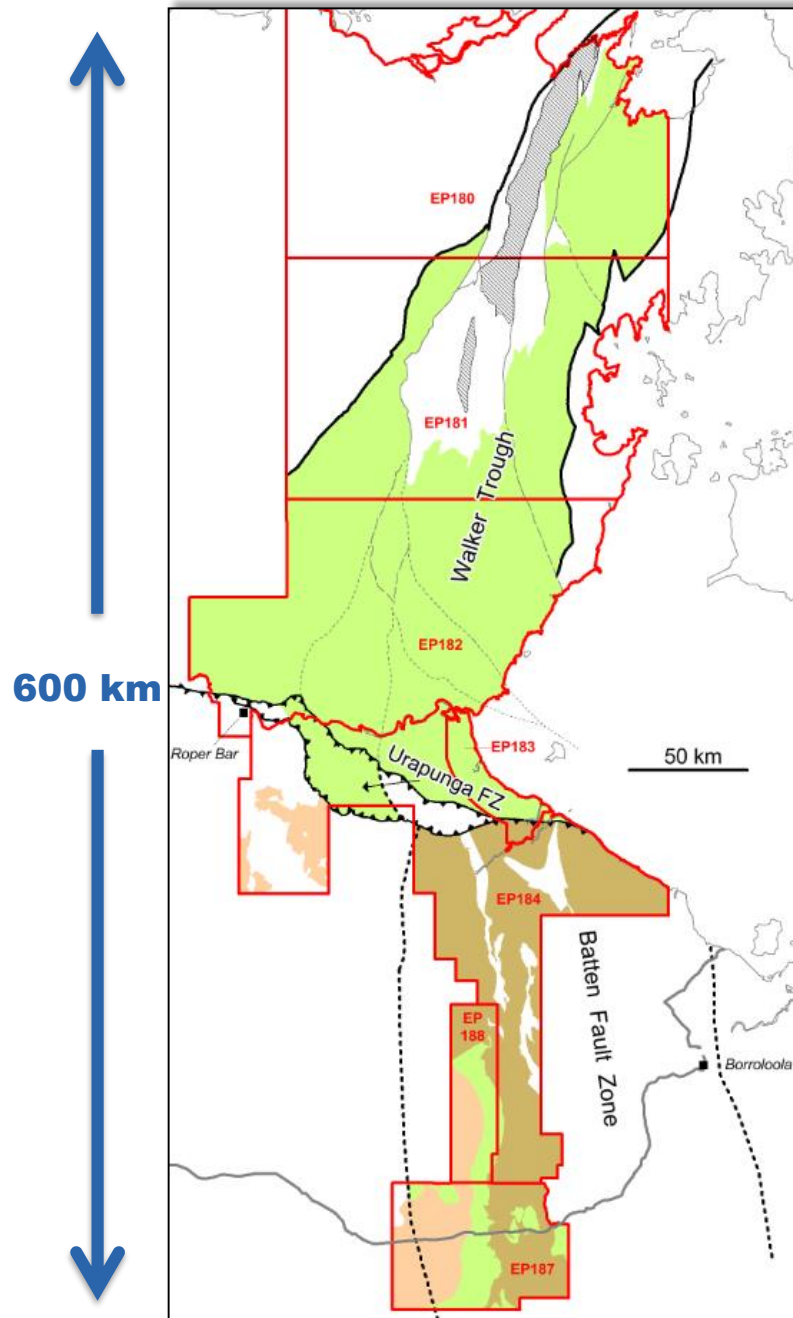 EP180
EP181
Walker Trough
EP182
600 km
Roper Bar
EP183
Urapunga FZ
50 km
EP184
Batten Fault Zone
EP
188
Borroloola
EP187